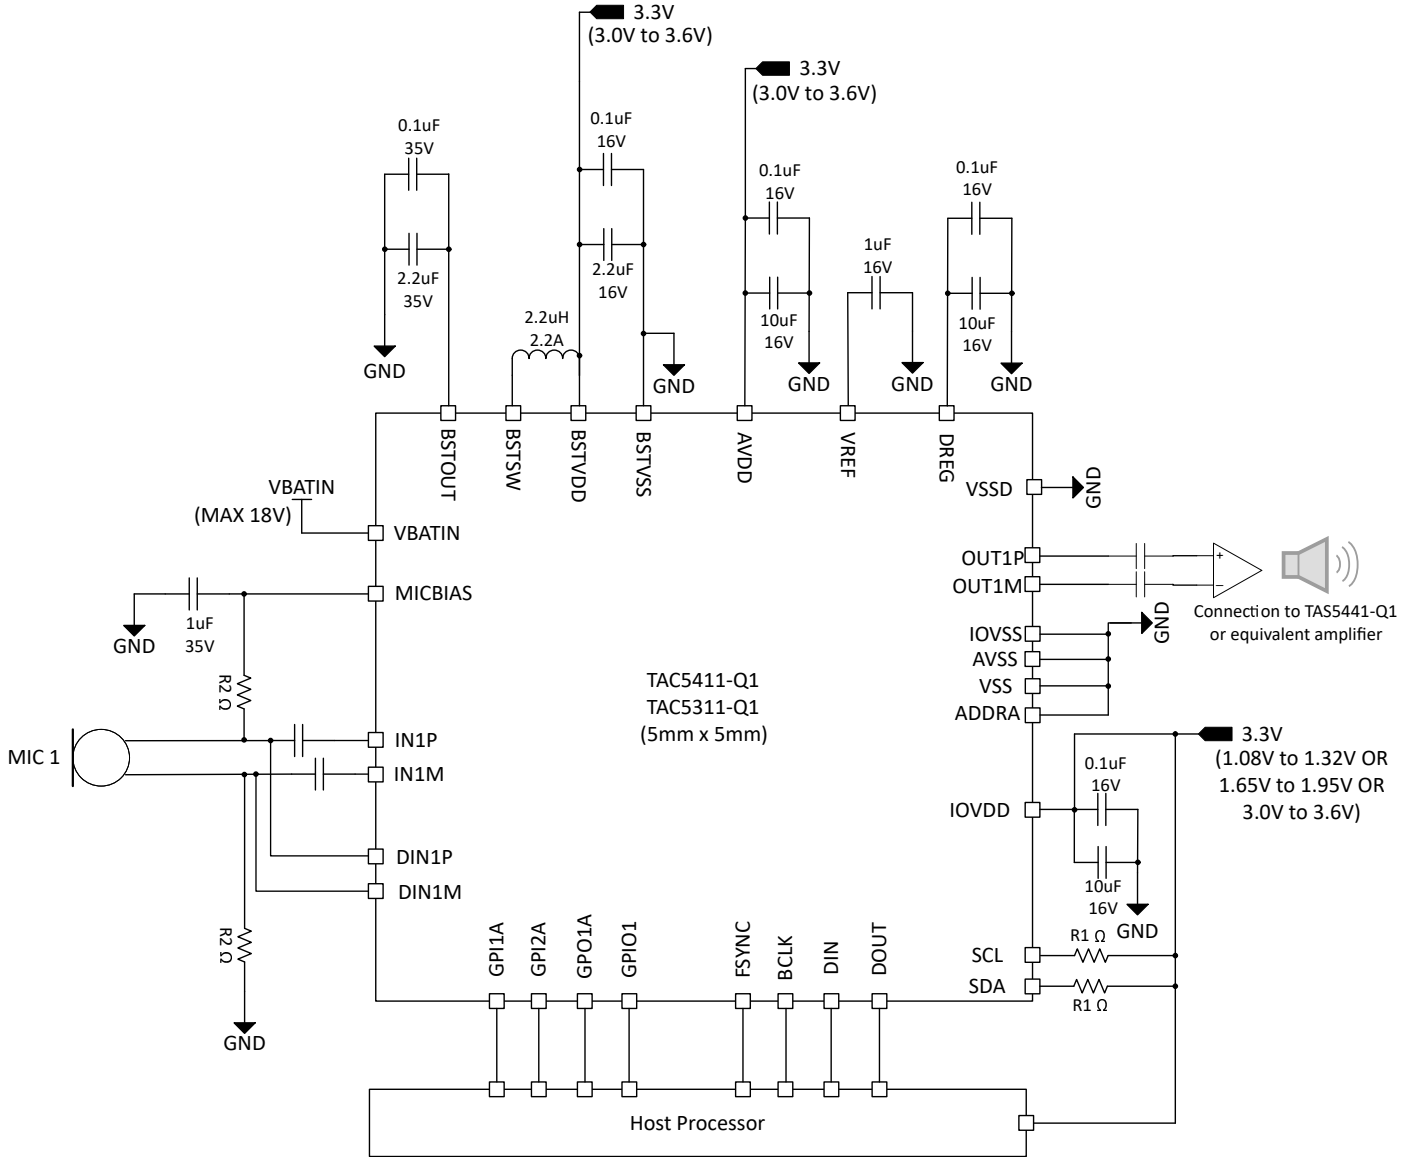 3.3V
(3.0V to 3.6V)
3.3V
(3.0V to 3.6V)
0.1uF
35V
2.2uF
35V
GND
0.1uF
16V
2.2uF
16V
2.2uH
2.2A
GND
0.1uF
16V
10uF
16V
GND
1uF
16V
GND
0.1uF
16V
10uF
16V
GND
BSTOUT
BSTSW
BSTVDD
BSTVSS
AVDD
VREF
DREG
VBATIN
(MAX 18V)
VBATIN
MICBIAS
1uF
35V
GND
R2 Ω
MIC 1
IN1P
IN1M
DIN1P
DIN1M
R2 Ω
GND
TAC5411-Q1
TAC5311-Q1
(5mm x 5mm)
VSSD
GND
OUT1P
OUT1M
+
−
Connection to TAS5441-Q1
or equivalent amplifier
IOVSS
AVSS
VSS
ADDRA
GND
3.3V
(1.08V to 1.32V OR
1.65V to 1.95V OR
3.0V to 3.6V)
IOVDD
0.1uF
16V
10uF
16V
GND
SCL
R1 Ω
SDA
R1 Ω
GPI1A
GPI2A
GPO1A
GPIO1
FSYNC
BCLK
DIN
DOUT
Host Processor